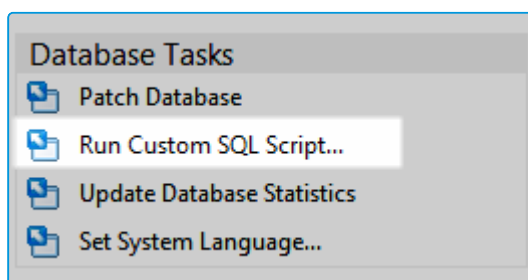 Database Tasks
Patch Database
Run Custom SQL Script...
Update Database Statistics
Set System Language...